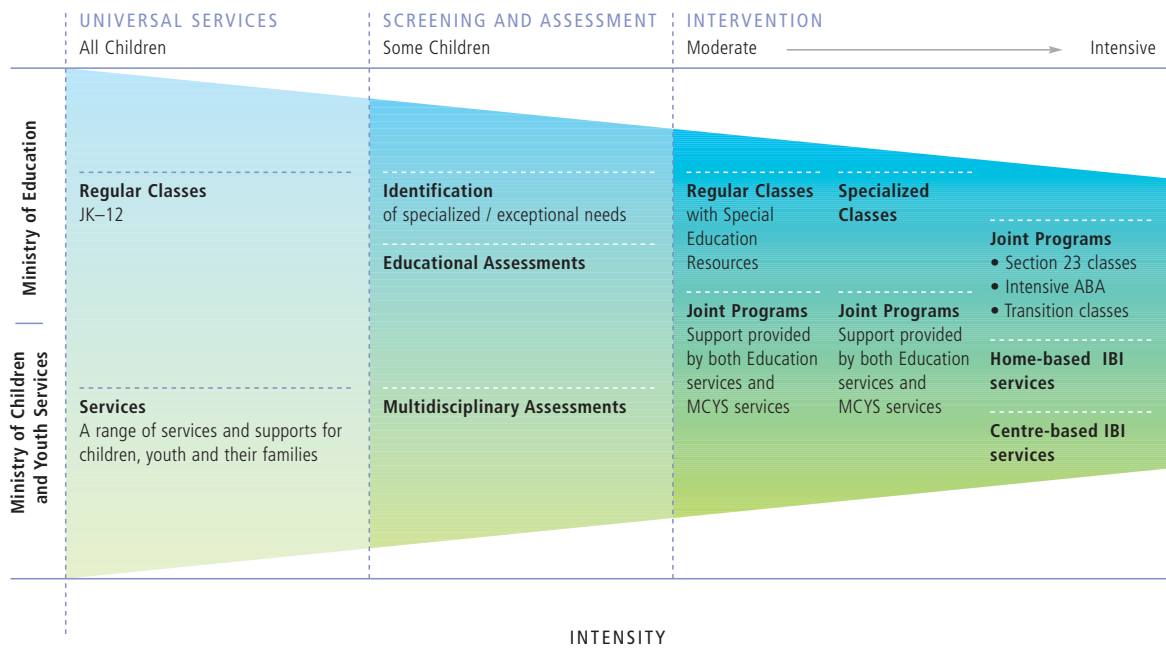 UNIVERSAL SERVICES
All Children
SCREENING AND ASSESSMENT
Some Children
INTERVENTION
Moderate
Intensive
Ministry of Education
Ministry of Children
and Youth Services
Regular Classes
JK–12
Services
A range of services and supports for
children, youth and their families
Identification
of specialized / exceptional needs
Educational Assessments
Multidisciplinary Assessments
Regular Classes
with Special
Education
Resources
Joint Programs
Support provided
by both Education
services and
MCYS services
Specialized
Classes
Joint Programs
Support provided
by both Education
services and
MCYS services
Joint Programs
• Section 23 classes
• Intensive ABA
• Transition classes
Home-based IBI
services
Centre-based IBI
services
INTENSITY